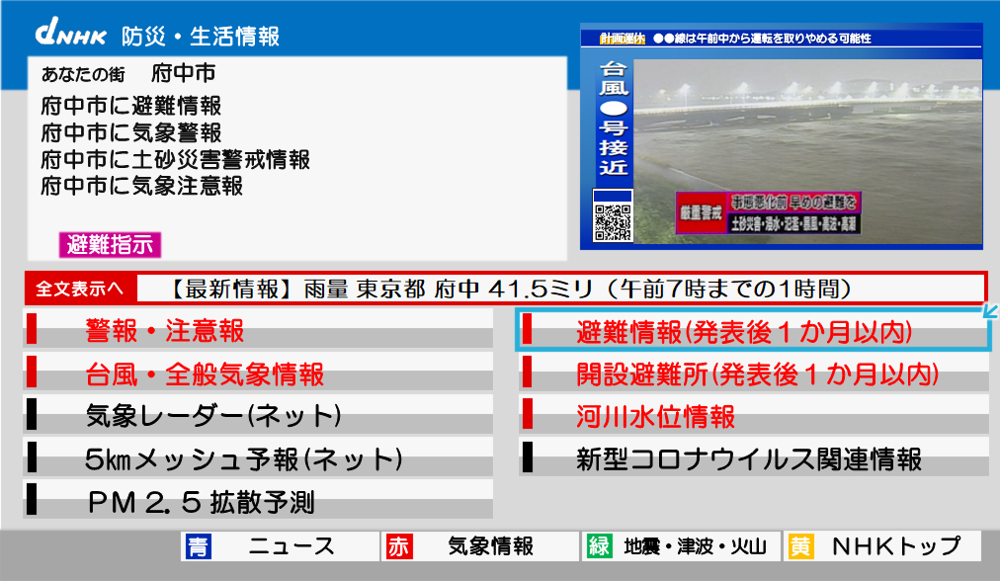 dNHK 防災・生活情報
あなたの街 府中市
府中市に避難情報
府中市に気象警報
府中市に土砂災害警戒情報
府中市に気象注意報
避難指示
計画運休 ●●線は午前中から運転を取りやめる可能性
台風●号接近
厳重警戒
事態悪化前 早めの避難を
土砂災害・浸水・氾濫・暴風・高波・高潮
全文表示へ 【最新情報】雨量 東京都 府中 41.5ミリ（午前7時までの1時間）
警報・注意報
台風・全般気象情報
気象レーダー(ネット)
5㎞メッシュ予報(ネット)
ＰＭ２．５拡散予測
避難情報(発表後１か月以内)
開設避難所(発表後１か月以内)
河川水位情報
新型コロナウイルス関連情報
青 ニュース
赤 気象情報
緑 地震・津波・火山
黄 ＮＨＫトップ